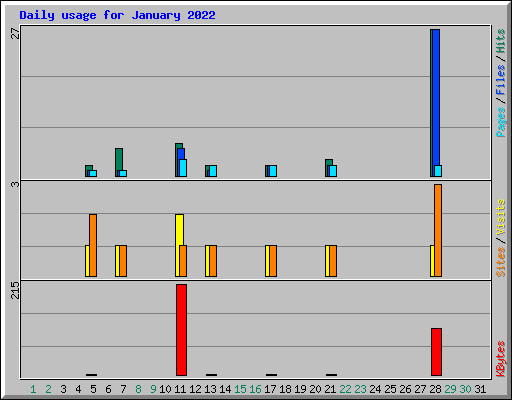 Daily usage for January 2022
27
Pages / Files / Hits
3
Sites / Visits
215
KBytes
1 2 3 4 5 6 7 8 9 10 11 12 13 14 15 16 17 18 19 20 21 22 23 24 25 26 27 28 29 30 31